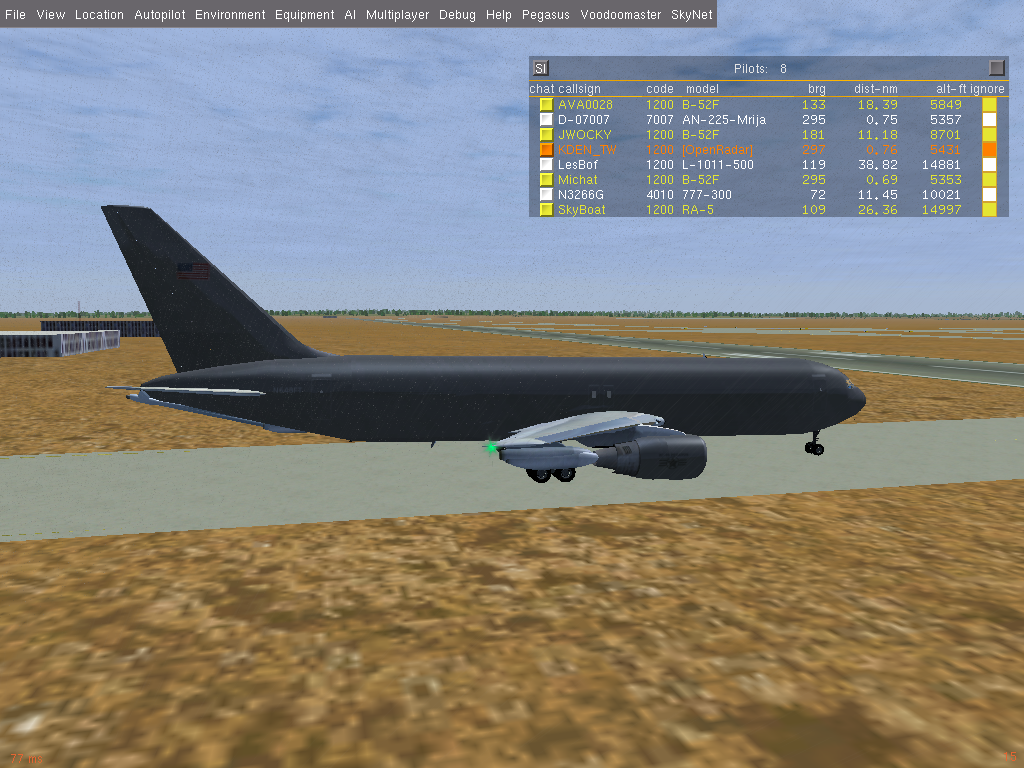 File View Location Autopilot Environment Equipment AI Multiplayer Debug Help Pegasus Voodoomaster SkyNet
SI Pilots: 8
chat callsign code model brg dist-nm alt-ft ignore
AVA0028 1200 B-52F 133 18.39 5849
D-07007 7007 AN-225-Mrija 295 0.75 5357
JWOCKY 1200 B-52F 181 11.18 8701
KDEN_TW 1200 [OpenRadar] 297 0.76 5431
LesBof 1200 L-1011-500 119 38.82 14881
Michat 1200 B-52F 295 0.69 5353
N3266G 4010 777-300 72 11.45 10021
SkyBoat 1200 RA-5 109 26.36 14997
77 ms 15